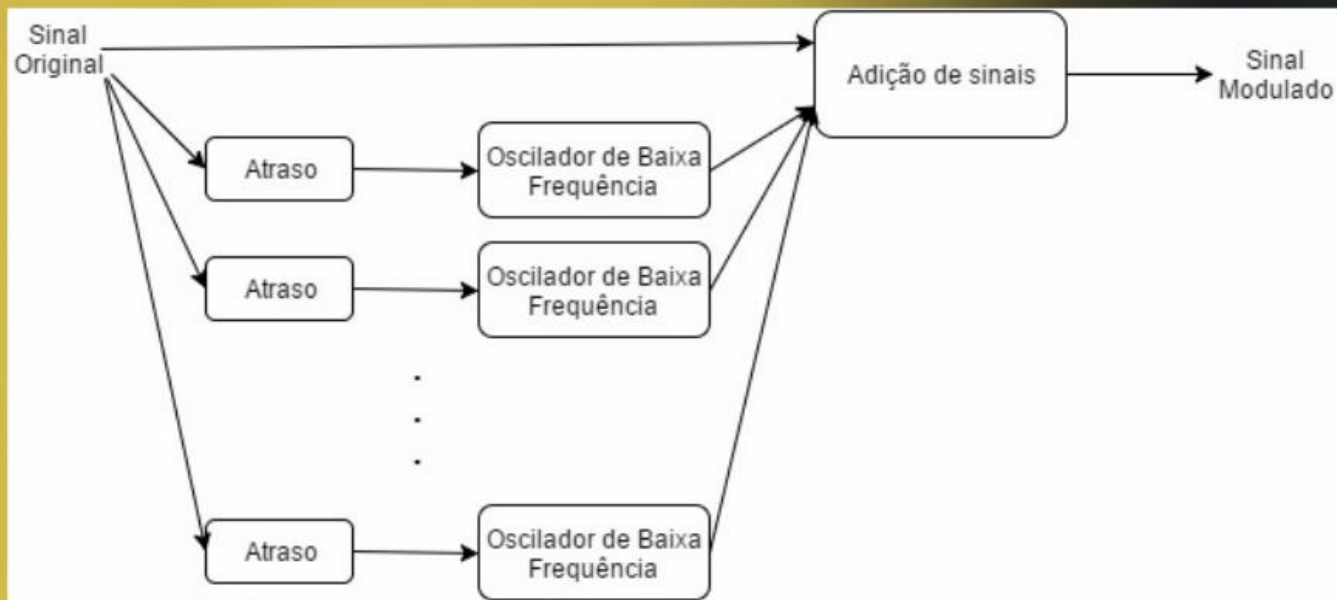 Sinal
Original
Adição de sinais
Sinal
Modulado
Atraso
Oscilador de Baixa
Frequência
Atraso
Oscilador de Baixa
Frequência
.
.
.
Atraso
Oscilador de Baixa
Frequência